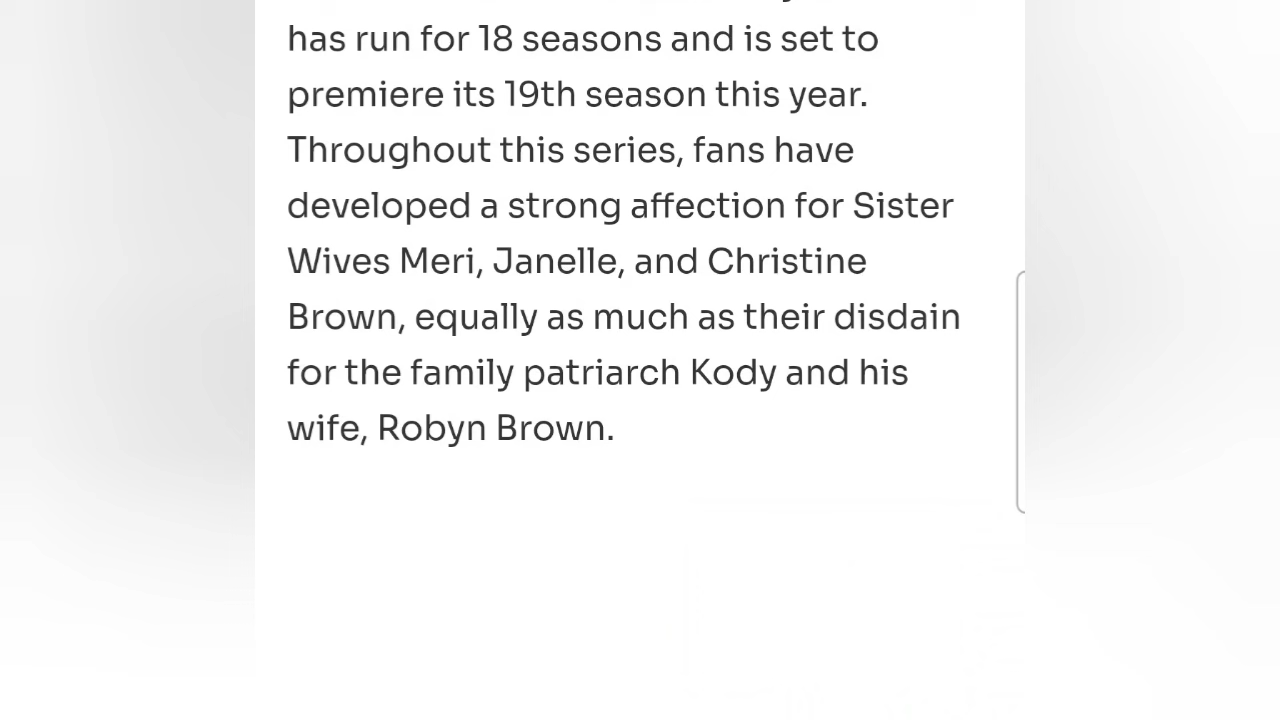 has run for 18 seasons and is set to
premiere its 19th season this year.
Throughout this series, fans have
developed a strong affection for Sister
Wives Meri, Janelle, and Christine
Brown, equally as much as their disdain
for the family patriarch Kody and his
wife, Robyn Brown.